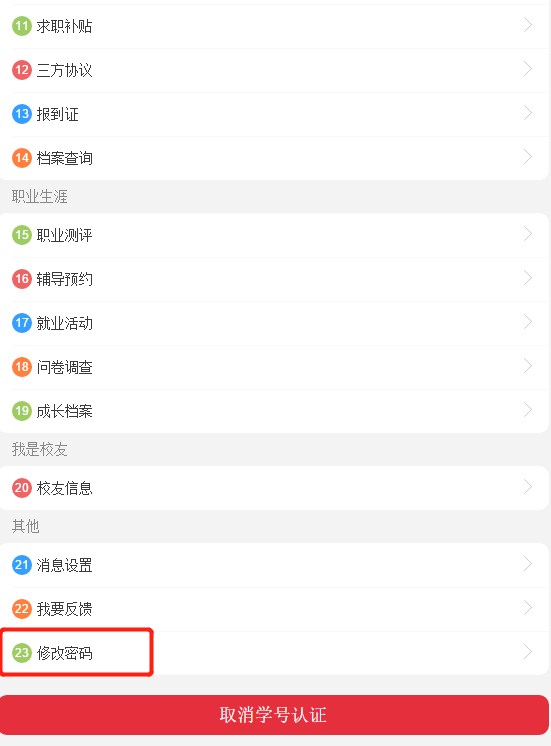 11 求职补贴
12 三方协议
13 报到证
14 档案查询
职业生涯
15 职业测评
16 辅导预约
17 就业活动
18 问卷调查
19 成长档案
我是校友
20 校友信息
其他
21 消息设置
22 我要反馈
23 修改密码
取消学号认证